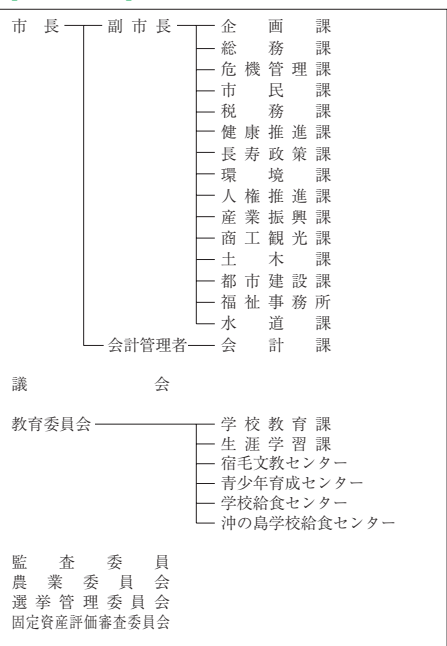 市長 副市長 企画課
総務課
危機管理課
市民課
税務課
健康推進課
長寿政策課
環境課
人権推進課
産業振興課
商工観光課
土木課
都市建設課
福祉事務所
水道課
会計管理者 会計課
議会
教育委員会 学校教育課
生涯学習課
宿毛文教センター
青少年育成センター
学校給食センター
沖の島学校給食センター
監査委員
農業委員会
選挙管理委員会
固定資産評価審査委員会